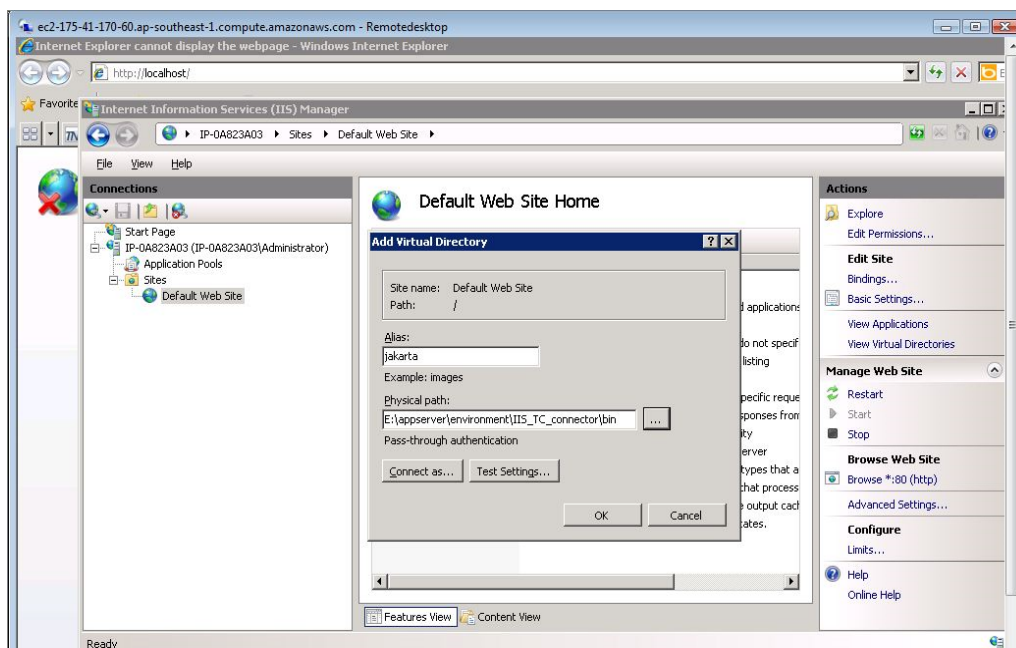 ec2-175-41-170-60.ap-southeast-1.compute.amazonaws.com - Remotedesktop
Internet Explorer cannot display the webpage - Windows Internet Explorer
http://localhost/
Favorite
Internet Information Services (IIS) Manager
IP-0A823A03 Sites Default Web Site
File View Help
Connections
Start Page
IP-0A823A03 (IP-0A823A03\Administrator)
Application Pools
Sites
Default Web Site
Default Web Site Home
Add Virtual Directory
Site name: Default Web Site
Path: /
Alias:
jakarta
Example: images
Physical path:
E:\appserver\environment\IIS_TC_connector\bin
...
Pass-through authentication
Connect as...
Test Settings...
OK
Cancel
d applications
do not specif
listing
pecific reque
sponses from
ity
erver
types that a
that process
e output cach
ates.
Features View
Content View
Actions
Explore
Edit Permissions...
Edit Site
Bindings...
Basic Settings...
View Applications
View Virtual Directories
Manage Web Site
Restart
Start
Stop
Browse Web Site
Browse *:80 (http)
Advanced Settings...
Configure
Limits...
Help
Online Help
Ready